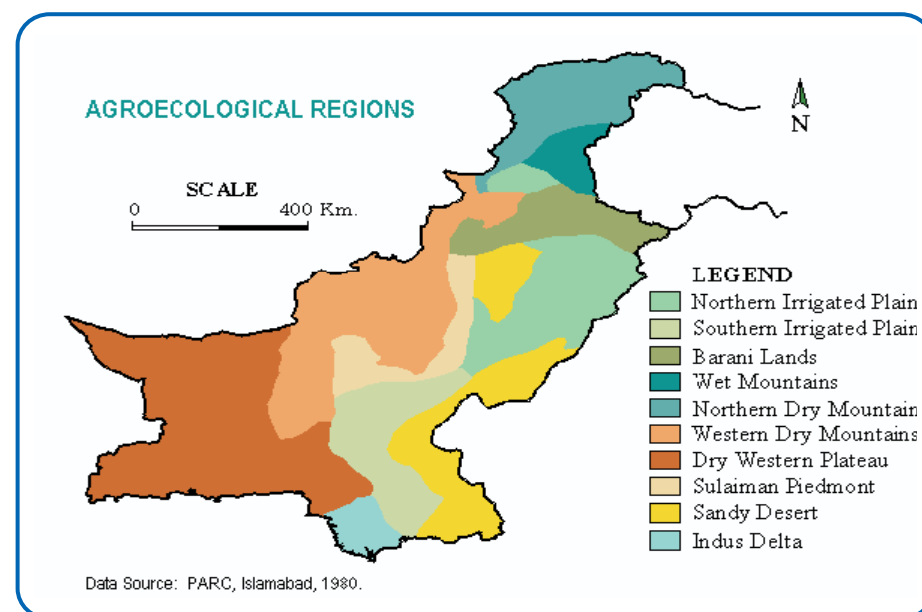 AGROECOLOGICAL REGIONS
N
SCALE
0 400 Km.
LEGEND
Northern Irrigated Plain
Southern Irrigated Plain
Barani Lands
Wet Mountains
Northern Dry Mountain
Western Dry Mountains
Dry Western Plateau
Sulaiman Piedmont
Sandy Desert
Indus Delta
Data Source: PARC, Islamabad, 1980.